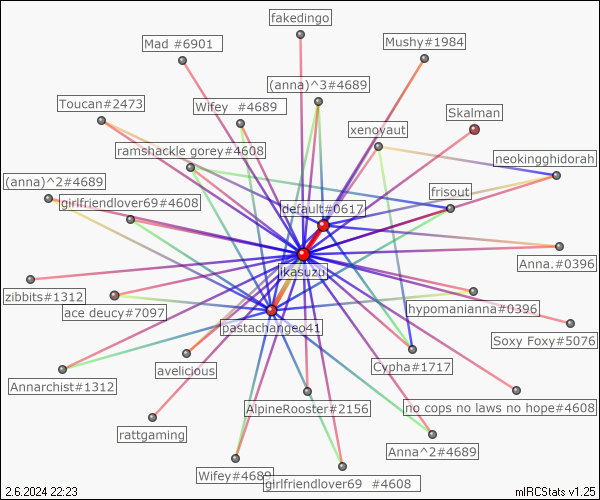 fakedingo
Mad #6901
Mushy#1984
(anna)^3#4689
Toucan#2473
Wifey  #4689
Skalman
xenoyaut
ramshackle gorey#4608
neokingghidorah
(anna)^2#4689
frisout
girlfriendlover69#4608
default#0617
Anna.#0396
ikasuzu
zibbits#1312
ace deucy#7097
hypomanianna#0396
pastachangeo41
Soxy Foxy#5076
Cypha#1717
avelicious
Annarchist#1312
AlpineRooster#2156
no cops no laws no hope#4608
rattgaming
Anna^2#4689
Wifey#4689
girlfriendlover69  #4608
2.6.2024 22:23
mIRCStats v1.25